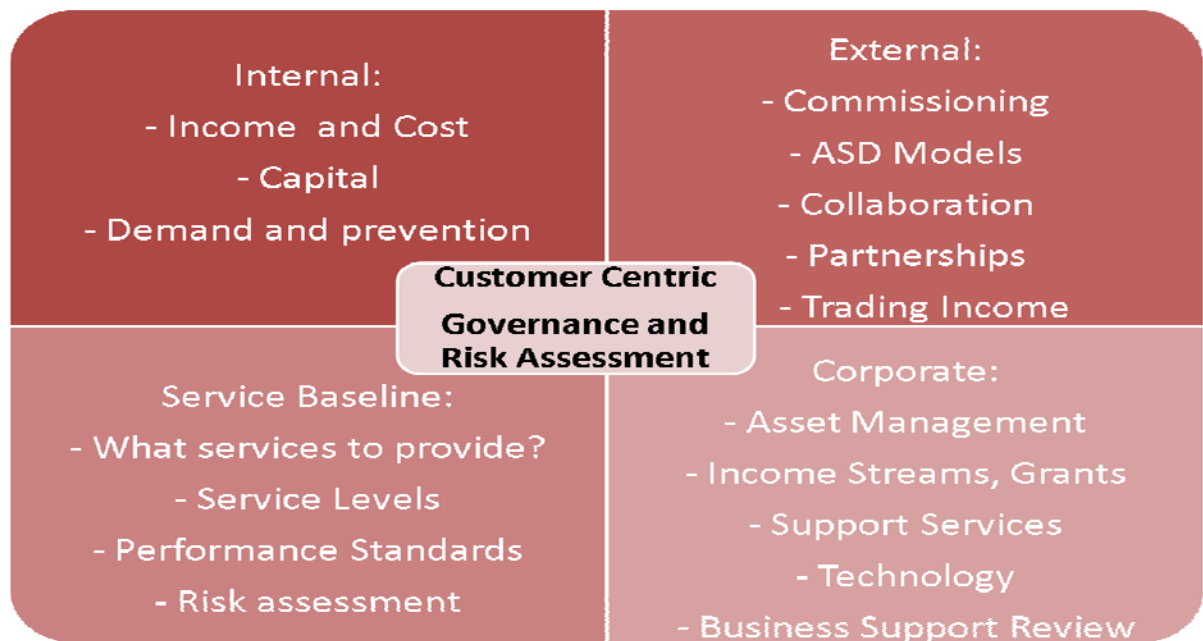 Internal:
- Income and Cost
- Capital
- Demand and prevention
External:
- Commissioning
- ASD Models
- Collaboration
- Partnerships
- Trading Income
Customer Centric
Governance and
Risk Assessment
Service Baseline:
- What services to provide?
- Service Levels
- Performance Standards
- Risk assessment
Corporate:
- Asset Management
- Income Streams, Grants
- Support Services
- Technology
- Business Support Review